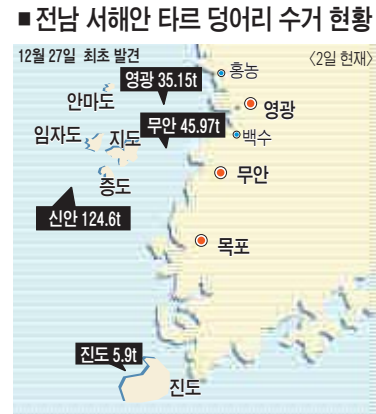 ■ 전남 서해안 타르 덩어리 수거 현황
12월 27일 최초 발견
〈2일 현재〉
영광 35.15t
홍농
안마도
영광
무안 45.97t
임자도
지도
백수
증도
무안
신안 124.6t
목포
진도 5.9t
진도